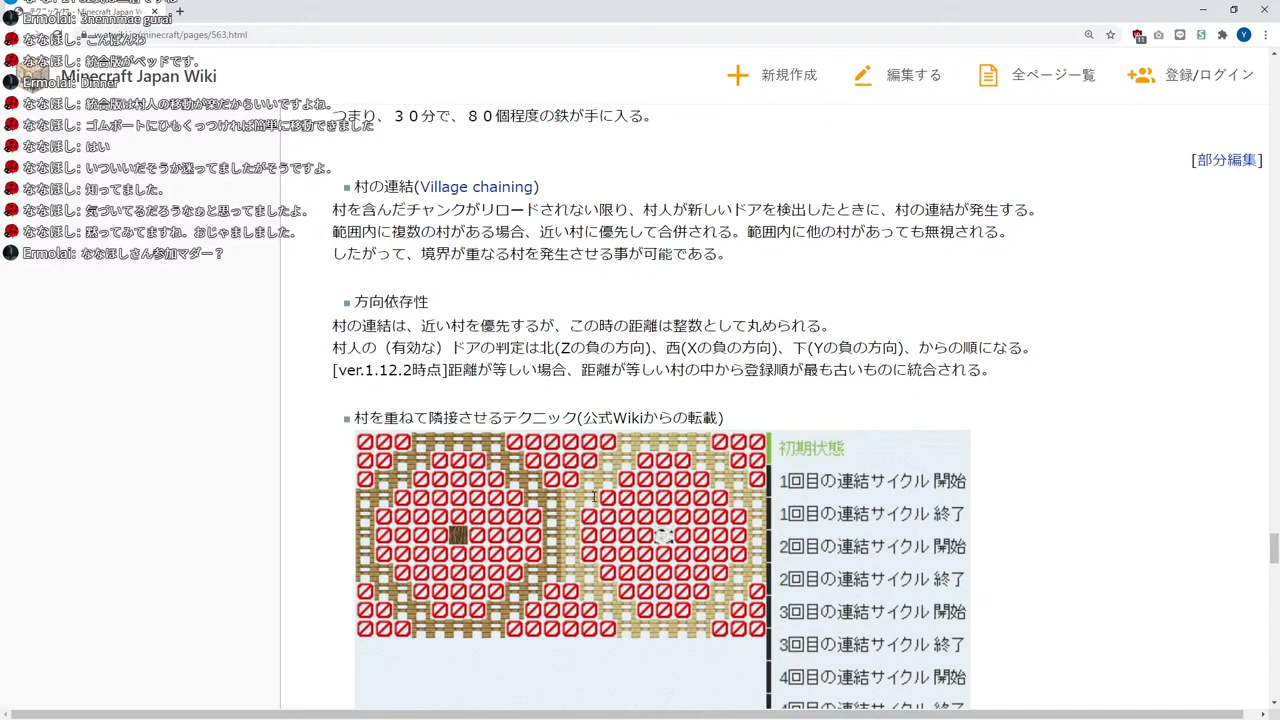 Ermolai: 3nennmae gurai
ななほし: こんばんわ
ななほし: 統合版がベッドです。
Ermolai: Dinner
ななほし: 統合版は村人の移動が楽だからいいですよね。
ななほし: ゴムボートにひもくっつければ簡単に移動できました
ななほし: はい
ななほし: いついいだそうか迷ってましたがそうですよ。
ななほし: 知ってました。
ななほし: 気づいてるだろうなぁと思ってましたよ。
ななほし: 黙ってみてますね。おじゃましました。
Ermolai: ななほしさん参加マダー？
minecraft/pages/563.html
11
Y
Minecraft Japan Wiki
新規作成
編集する
全ページ一覧
登録/ログイン
つまり、３０分で、８０個程度の鉄が手に入る。
[部分編集]
村の連結(Village chaining)
村を含んだチャンクがリロードされない限り、村人が新しいドアを検出したときに、村の連結が発生する。
範囲内に複数の村がある場合、近い村に優先して合併される。範囲内に他の村があっても無視される。
したがって、境界が重なる村を発生させる事が可能である。
方向依存性
村の連結は、近い村を優先するが、この時の距離は整数として丸められる。
村人の（有効な）ドアの判定は北(Zの負の方向)、西(Xの負の方向)、下(Yの負の方向)、からの順になる。
[ver.1.12.2時点]距離が等しい場合、距離が等しい村の中から登録順が最も古いものに統合される。
村を重ねて隣接させるテクニック(公式Wikiからの転載)
初期状態
1回目の連結サイクル 開始
1回目の連結サイクル 終了
2回目の連結サイクル 開始
2回目の連結サイクル 終了
3回目の連結サイクル 開始
3回目の連結サイクル 終了
4回目の連結サイクル 開始
4回目の連結サイクル 終了